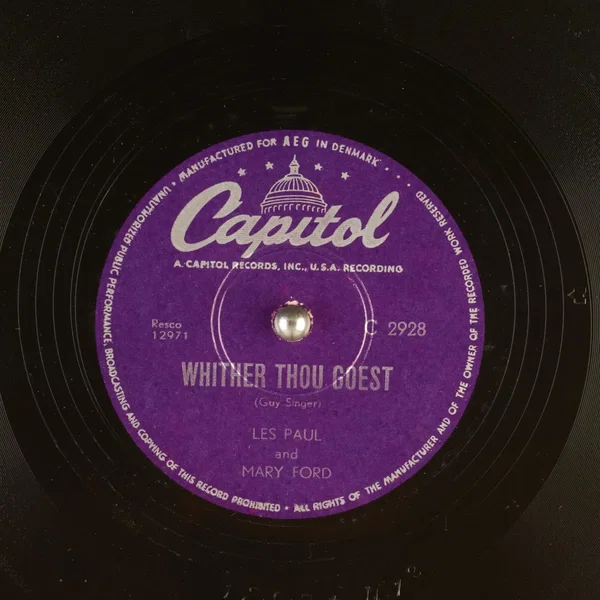 • MANUFACTURED FOR AEG IN DENMARK • • • •
Capitol
A CAPITOL RECORDS, INC., U.S.A. RECORDING
Resco
12971
C 2928
WHITHER THOU GOEST
(Guy Singer)
LES PAUL
and
MARY FORD
UNAUTHORIZED PUBLIC PERFORMANCE, BROADCASTING AND COPYING OF THIS RECORD PROHIBITED • ALL RIGHTS OF THE MANUFACTURER AND OF THE OWNER OF THE RECORDED WORK RESERVED